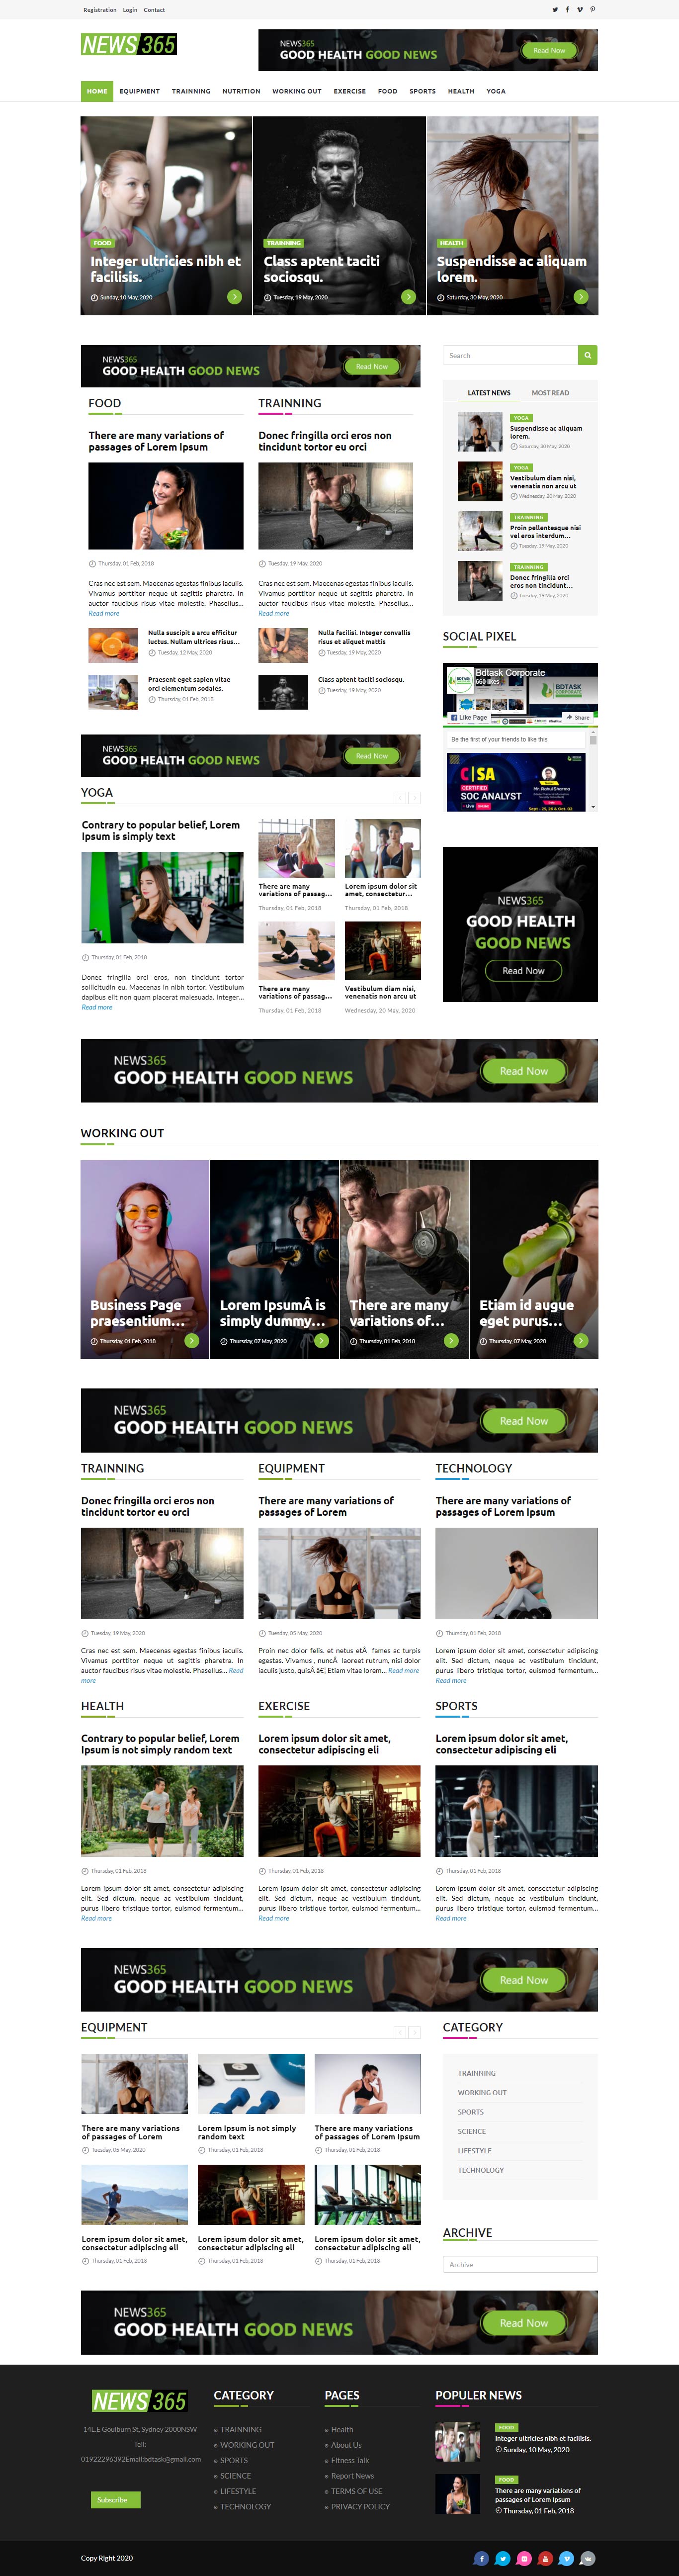 Registration Login Contact
NEWS 365
NEWS365
GOOD HEALTH GOOD NEWS
Read Now
HOME EQUIPMENT TRAINNING NUTRITION WORKING OUT EXERCISE FOOD SPORTS HEALTH YOGA
FOOD
Integer ultricies nibh et
facilisis.
Sunday, 10 May, 2020
TRAINNING
Class aptent taciti
sociosqu.
Tuesday, 19 May, 2020
HEALTH
Suspendisse ac aliquam
lorem.
Saturday, 30 May, 2020
NEWS365
GOOD HEALTH GOOD NEWS
Read Now
FOOD
There are many variations of
passages of Lorem Ipsum
Thursday, 01 Feb, 2018
Cras nec est sem. Maecenas egestas finibus iaculis.
Vivamus porttitor neque ut sagittis pharetra. In
auctor faucibus risus vitae molestie. Phasellus...
Read more
Nulla suscipit a arcu efficitur
luctus. Nullam ultrices risus...
Tuesday, 12 May, 2020
Praesent eget sapien vitae
orci elementum sodales.
Thursday, 01 Feb, 2018
TRAINNING
Donec fringilla orci eros non
tincidunt tortor eu orci
Tuesday, 19 May, 2020
Cras nec est sem. Maecenas egestas finibus iaculis.
Vivamus porttitor neque ut sagittis pharetra. In
auctor faucibus risus vitae molestie. Phasellus...
Read more
Nulla facilisi. Integer convallis
risus et aliquet mattis
Tuesday, 19 May, 2020
Class aptent taciti sociosqu.
Tuesday, 19 May, 2020
Search
LATEST NEWS MOST READ
YOGA
Suspendisse ac aliquam
lorem.
Saturday, 30 May, 2020
YOGA
Vestibulum diam nisi,
venenatis non arcu ut
Wednesday, 20 May, 2020
TRAINNING
Proin pellentesque nisi
vel eros interdum...
Tuesday, 19 May, 2020
TRAINNING
Donec fringilla orci
eros non tincidunt...
Tuesday, 19 May, 2020
SOCIAL PIXEL
Bdtask Corporate
660 likes
BDTASK
CORPORATE
Like Page
Share
Be the first of your friends to like this
C|SA
CERTIFIED
SOC ANALYST
Live ONLINE
Mr. Rahul Sharma
Sept - 25, 26 & Oct. 02
NEWS365
GOOD HEALTH
GOOD NEWS
Read Now
NEWS365
GOOD HEALTH GOOD NEWS
Read Now
YOGA
Contrary to popular belief, Lorem
Ipsum is simply text
Thursday, 01 Feb, 2018
Donec fringilla orci eros, non tincidunt tortor
sollicitudin eu. Maecenas in nibh tortor. Vestibulum
dapibus elit non quam placerat malesuada. Integer...
Read more
There are many
variations of passag...
Thursday, 01 Feb, 2018
Lorem ipsum dolor sit
amet, consectetur...
Thursday, 01 Feb, 2018
There are many
variations of passag...
Thursday, 01 Feb, 2018
Vestibulum diam nisi,
venenatis non arcu ut
Wednesday, 20 May, 2020
NEWS365
GOOD HEALTH GOOD NEWS
Read Now
WORKING OUT
Business Page
praesentium...
Thursday, 01 Feb, 2018
Lorem IpsumÂ is
simply dummy...
Thursday, 07 May, 2020
There are many
variations of...
Thursday, 01 Feb, 2018
Etiam id augue
eget purus...
Thursday, 07 May, 2020
NEWS365
GOOD HEALTH GOOD NEWS
Read Now
TRAINNING
Donec fringilla orci eros non
tincidunt tortor eu orci
Tuesday, 19 May, 2020
Cras nec est sem. Maecenas egestas finibus iaculis.
Vivamus porttitor neque ut sagittis pharetra. In
auctor faucibus risus vitae molestie. Phasellus... Read
more
EQUIPMENT
There are many variations of
passages of Lorem
Tuesday, 05 May, 2020
Proin nec dolor felis. et netus etÂ fames ac turpis
egestas. Vivamus , nuncÂ laoreet rutrum, nisi dolor
iaculis justo, quisÂ â€¦ Etiam vitae lorem... Read more
TECHNOLOGY
There are many variations of
passages of Lorem Ipsum
Thursday, 01 Feb, 2018
Lorem ipsum dolor sit amet, consectetur adipiscing
elit. Sed dictum, neque ac vestibulum tincidunt,
purus libero tristique tortor, euismod fermentum...
Read more
HEALTH
Contrary to popular belief, Lorem
Ipsum is not simply random text
Thursday, 01 Feb, 2018
Lorem ipsum dolor sit amet, consectetur adipiscing
elit. Sed dictum, neque ac vestibulum tincidunt,
purus libero tristique tortor, euismod fermentum...
Read more
EXERCISE
Lorem ipsum dolor sit amet,
consectetur adipiscing eli
Thursday, 01 Feb, 2018
Lorem ipsum dolor sit amet, consectetur adipiscing
elit. Sed dictum, neque ac vestibulum tincidunt,
purus libero tristique tortor, euismod fermentum...
Read more
SPORTS
Lorem ipsum dolor sit amet,
consectetur adipiscing eli
Thursday, 01 Feb, 2018
Lorem ipsum dolor sit amet, consectetur adipiscing
elit. Sed dictum, neque ac vestibulum tincidunt,
purus libero tristique tortor, euismod fermentum...
Read more
NEWS365
GOOD HEALTH GOOD NEWS
Read Now
EQUIPMENT
There are many variations
of passages of Lorem
Tuesday, 05 May, 2020
Lorem Ipsum is not simply
random text
Thursday, 01 Feb, 2018
There are many variations
of passages of Lorem Ipsum
Thursday, 01 Feb, 2018
Lorem ipsum dolor sit amet,
consectetur adipiscing eli
Thursday, 01 Feb, 2018
Lorem ipsum dolor sit amet,
consectetur adipiscing eli
Thursday, 01 Feb, 2018
Lorem ipsum dolor sit amet,
consectetur adipiscing eli
Thursday, 01 Feb, 2018
CATEGORY
TRAINNING
WORKING OUT
SPORTS
SCIENCE
LIFESTYLE
TECHNOLOGY
ARCHIVE
Archive
NEWS365
GOOD HEALTH GOOD NEWS
Read Now
NEWS 365
14L.E Goulburn St, Sydney 2000NSW
Tell:
01922296392Email:bdtask@gmail.com
Subscribe
CATEGORY
TRAINNING
WORKING OUT
SPORTS
SCIENCE
LIFESTYLE
TECHNOLOGY
PAGES
Health
About Us
Fitness Talk
Report News
TERMS OF USE
PRIVACY POLICY
POPULER NEWS
FOOD
Integer ultricies nibh et facilisis.
Sunday, 10 May, 2020
FOOD
There are many variations of
passages of Lorem Ipsum
Thursday, 01 Feb, 2018
Copy Right 2020